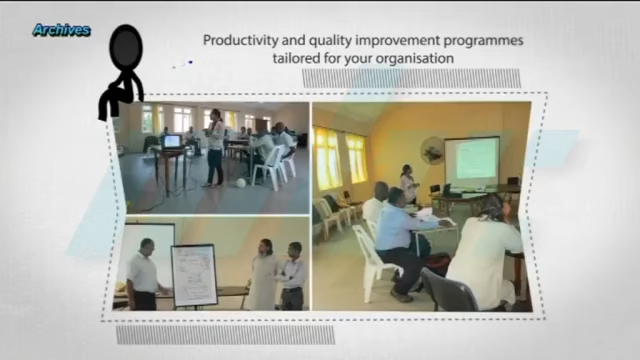 Archives
Productivity and quality improvement programmes
tailored for your organisation